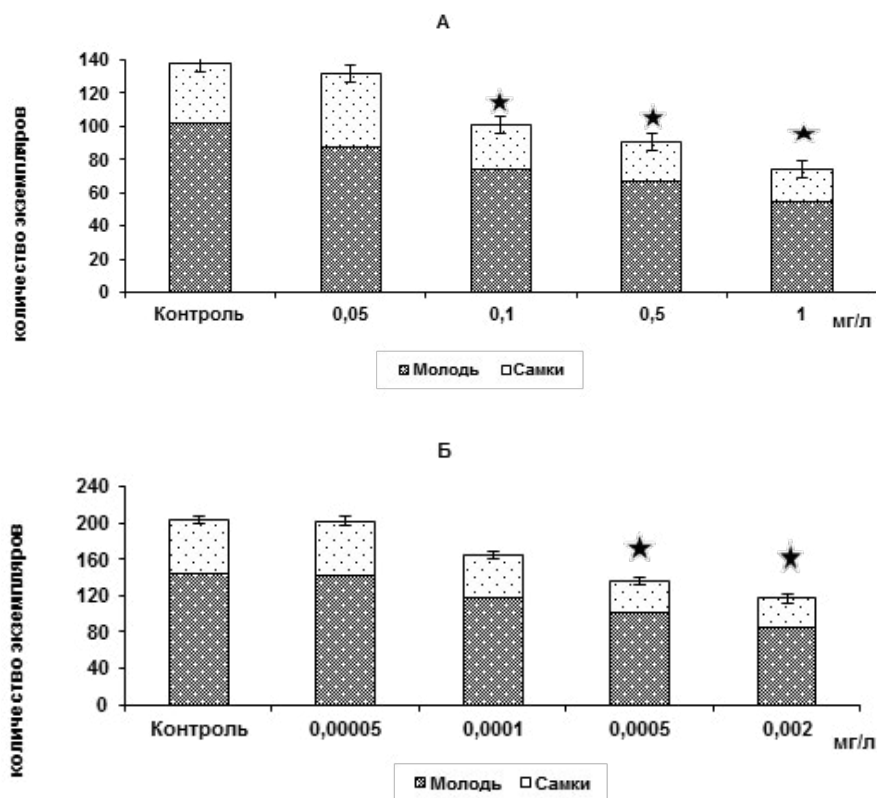 А
количество экземпляров
140
120
100
80
60
40
20
0
Контроль 0,05 0,1 0,5 1 мг/л
Молодь Самки
Б
количество экземпляров
240
200
160
120
80
40
0
Контроль 0,00005 0,0001 0,0005 0,002 мг/л
Молодь Самки